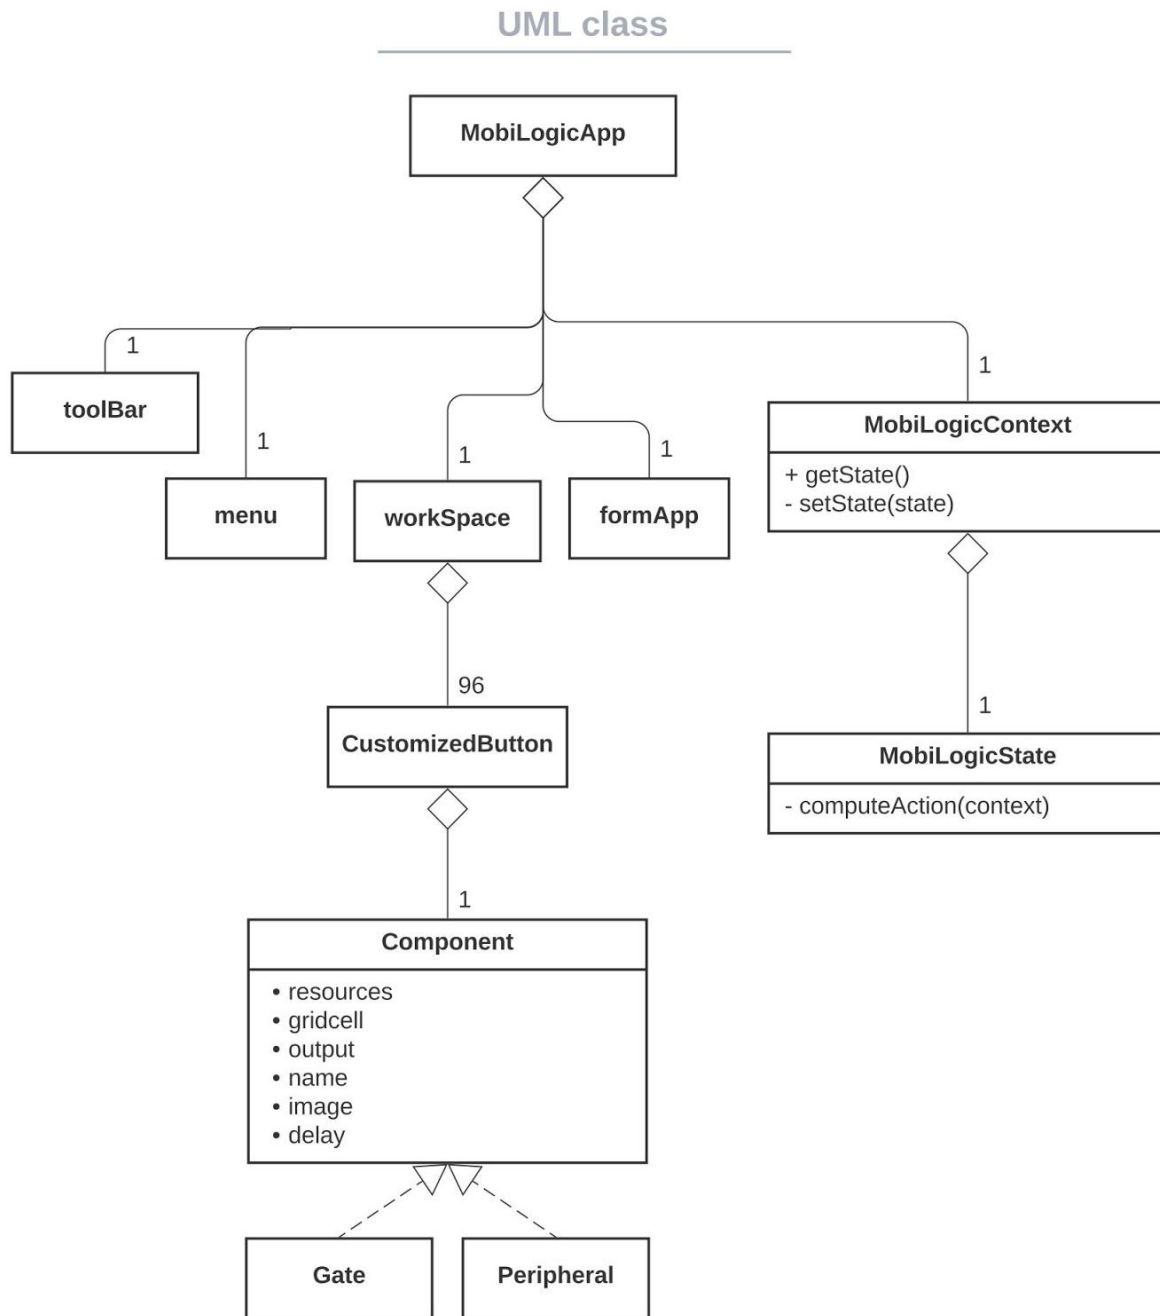 UML class
MobiLogicApp
1
toolBar
1
menu
1
workSpace
1
formApp
1
MobiLogicContext
+ getState()
- setState(state)
96
CustomizedButton
1
MobiLogicState
- computeAction(context)
1
Component
• resources
• gridcell
• output
• name
• image
• delay
Gate
Peripheral